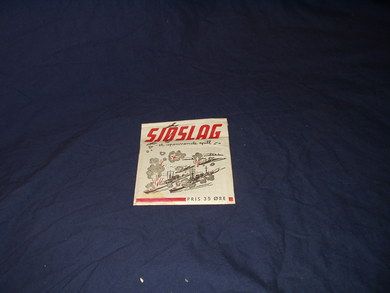 SJØSLAG
et spennende spill
PRIS 35 ØRE